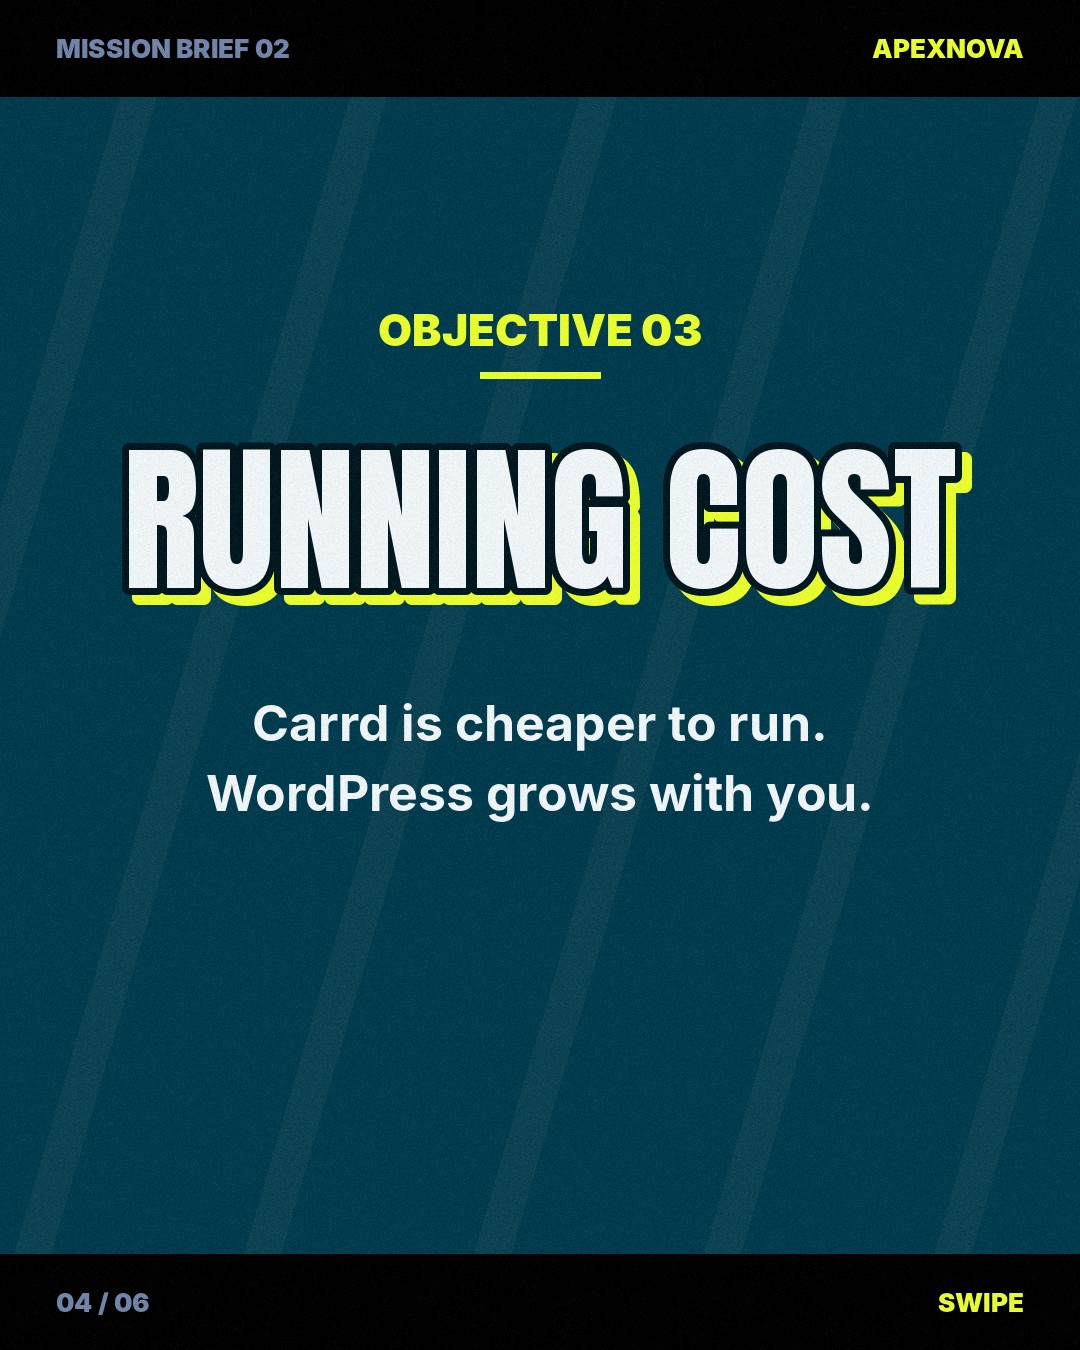 MISSION BRIEF 02
APEXNOVA
OBJECTIVE 03
RUNNING COST
Carrd is cheaper to run.
WordPress grows with you.
04 / 06
SWIPE